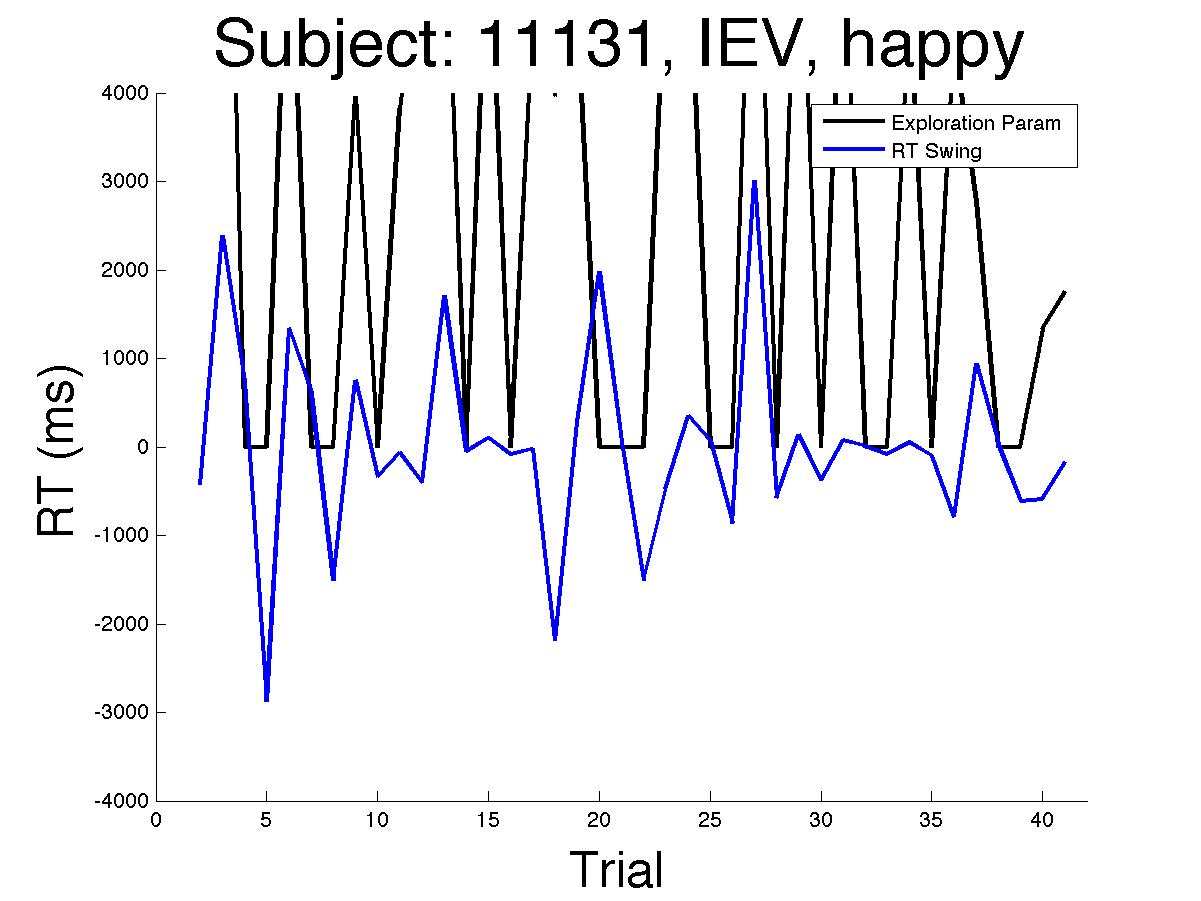 Subject: 11131, IEV, happy
4000
3000
2000
1000
0
-1000
-2000
-3000
-4000
RT (ms)
Exploration Param
RT Swing
0 5 10 15 20 25 30 35 40
Trial